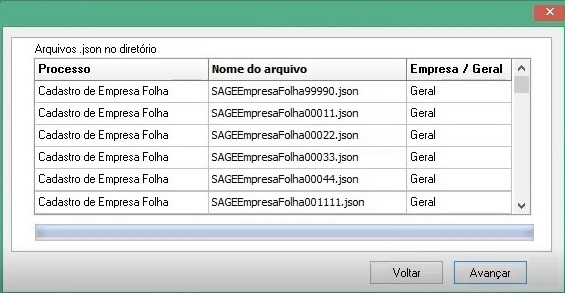 Arquivos .json no diretório
Processo Nome do arquivo Empresa / Geral
Cadastro de Empresa Folha SAGEEmpresaFolha99990.json Geral
Cadastro de Empresa Folha SAGEEmpresaFolha00011.json Geral
Cadastro de Empresa Folha SAGEEmpresaFolha00022.json Geral
Cadastro de Empresa Folha SAGEEmpresaFolha00033.json Geral
Cadastro de Empresa Folha SAGEEmpresaFolha00044.json Geral
Cadastro de Empresa Folha SAGEEmpresaFolha001111.json Geral
Voltar Avançar